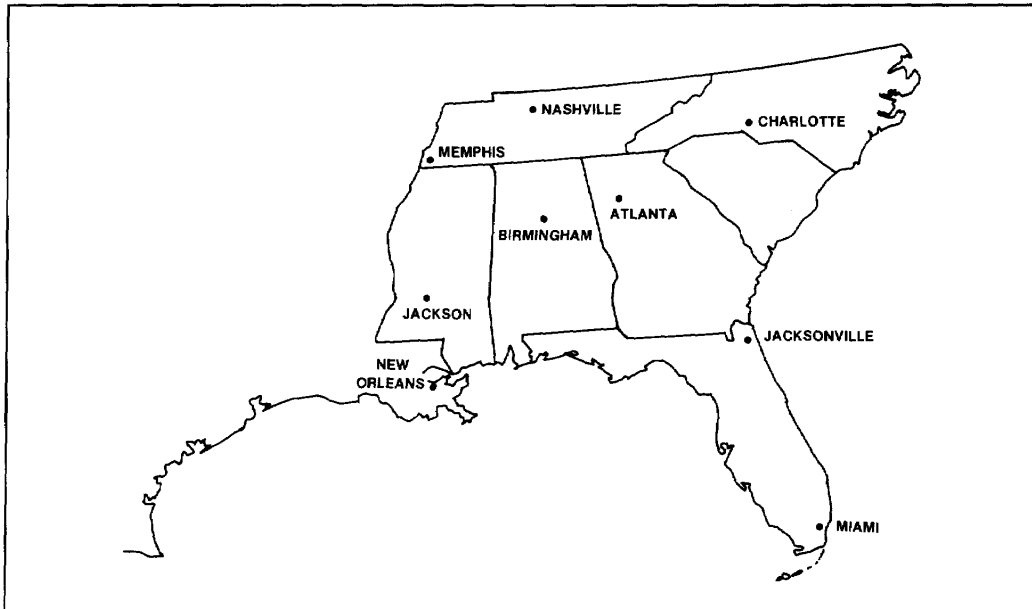 NASHVILLE
CHARLOTTE
MEMPHIS
ATLANTA
BIRMINGHAM
JACKSON
JACKSONVILLE
NEW
ORLEANS
MIAMI